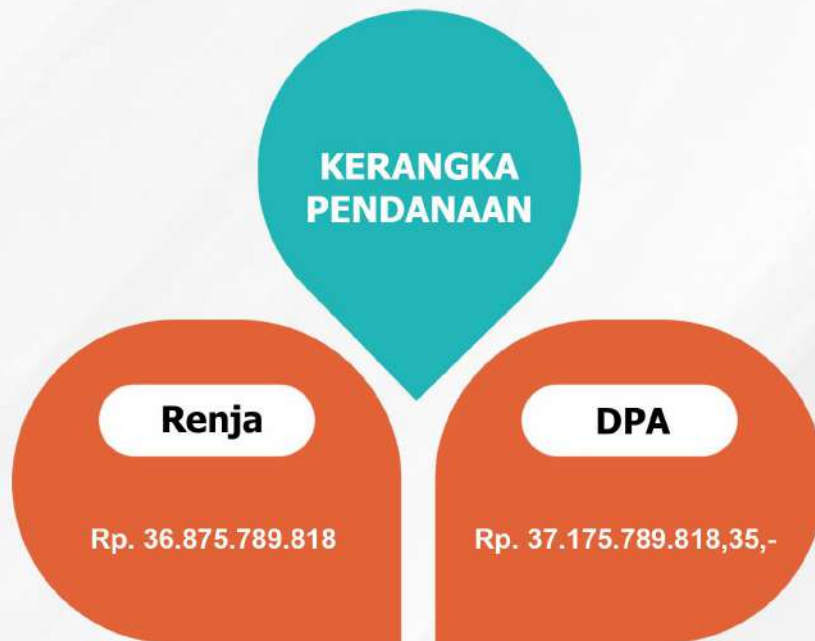 KERANGKA
PENDANAAN
Renja
DPA
Rp. 36.875.789.818
Rp. 37.175.789.818,35,-